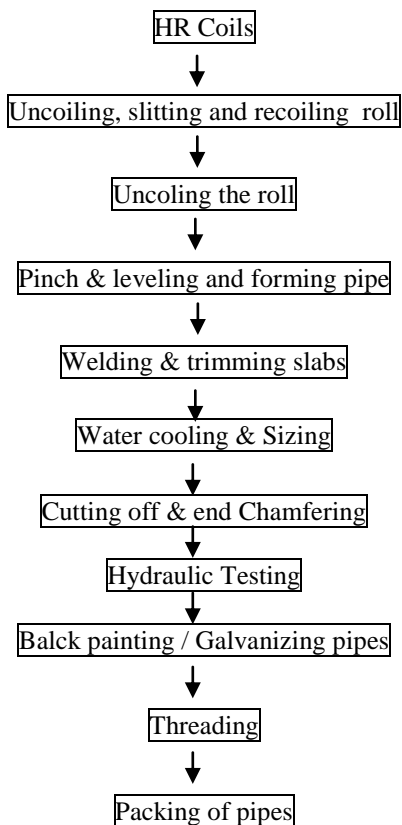 HR Coils
Uncoiling, slitting and recoiling roll
Uncoling the roll
Pinch & leveling and forming pipe
Welding & trimming slabs
Water cooling & Sizing
Cutting off & end Chamfering
Hydraulic Testing
Balck painting / Galvanizing pipes
Threading
Packing of pipes